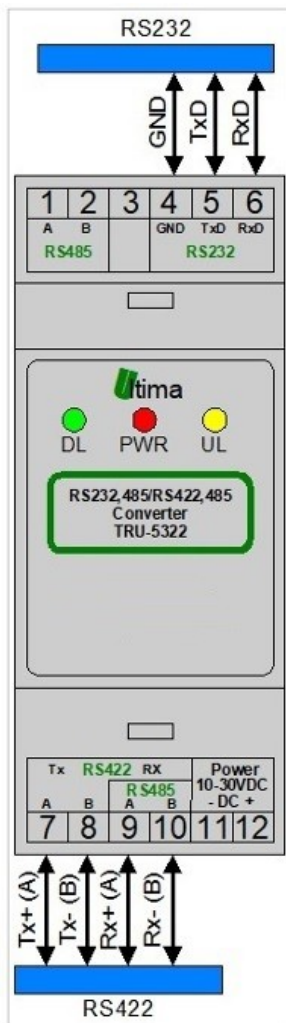 RS232
GND TxD RxD
1 2 3 4 5 6
A B GND TxD RxD
RS485 RS232
Ultima
DL PWR UL
RS232,485/RS422,485
Converter
TRU-5322
Tx RS422 RX Power
RS485 10-30VDC
A B A B - DC +
7 8 9 10 11 12
Tx+ (A) Tx- (B) Rx+ (A) Rx- (B)
RS422